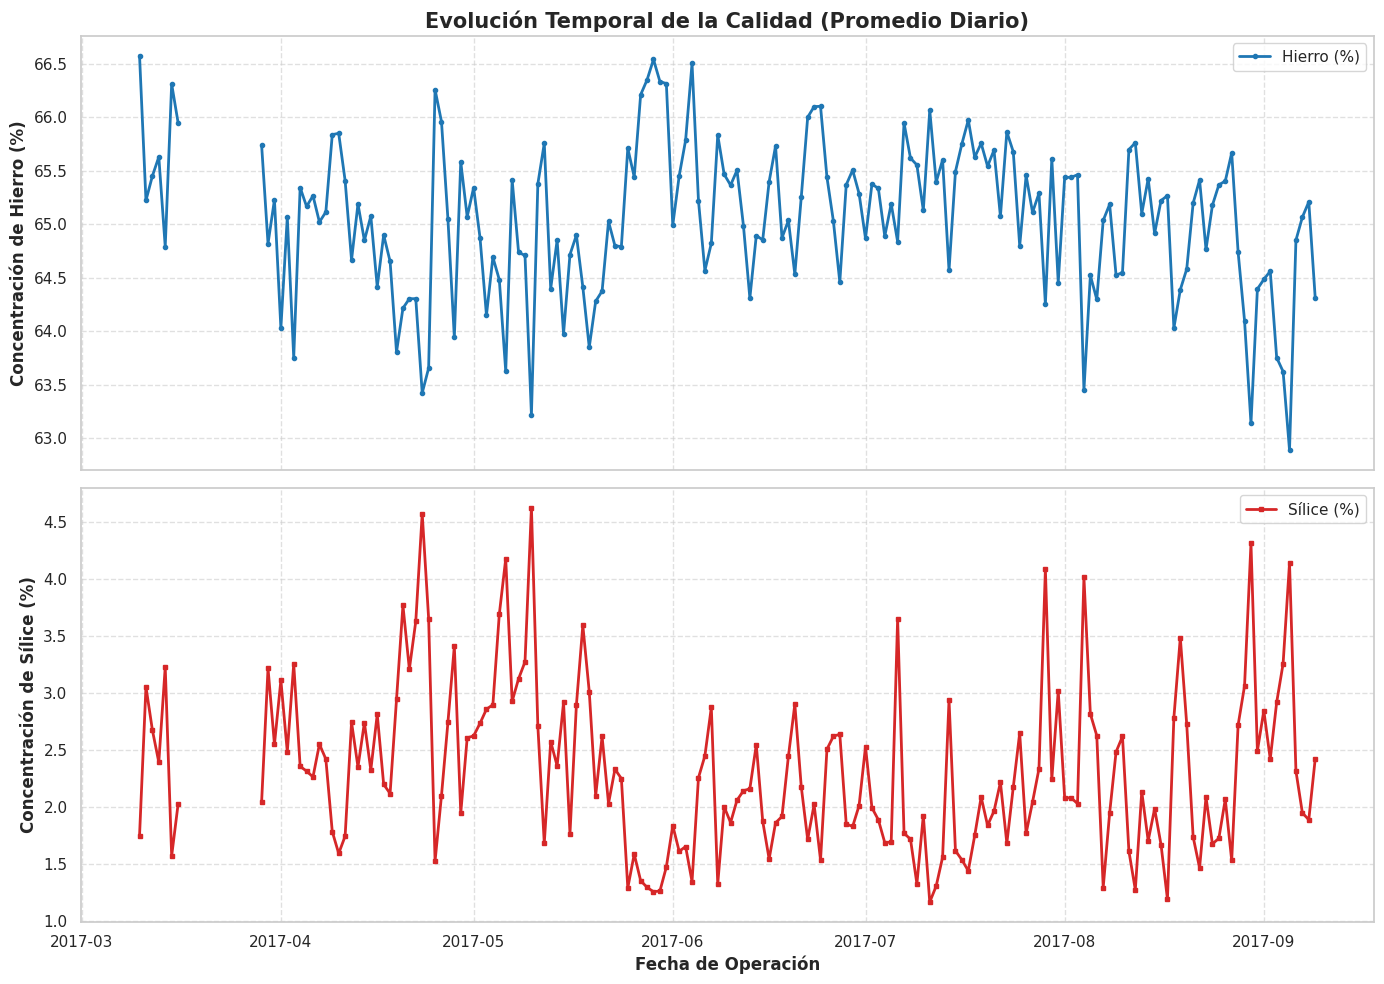 Evolución Temporal de la Calidad (Promedio Diario)
Hierro (%)
Concentración de Hierro (%)
66.5
66.0
65.5
65.0
64.5
64.0
63.5
63.0
Sílice (%)
Concentración de Sílice (%)
4.5
4.0
3.5
3.0
2.5
2.0
1.5
1.0
2017-03 2017-04 2017-05 2017-06 2017-07 2017-08 2017-09
Fecha de Operación